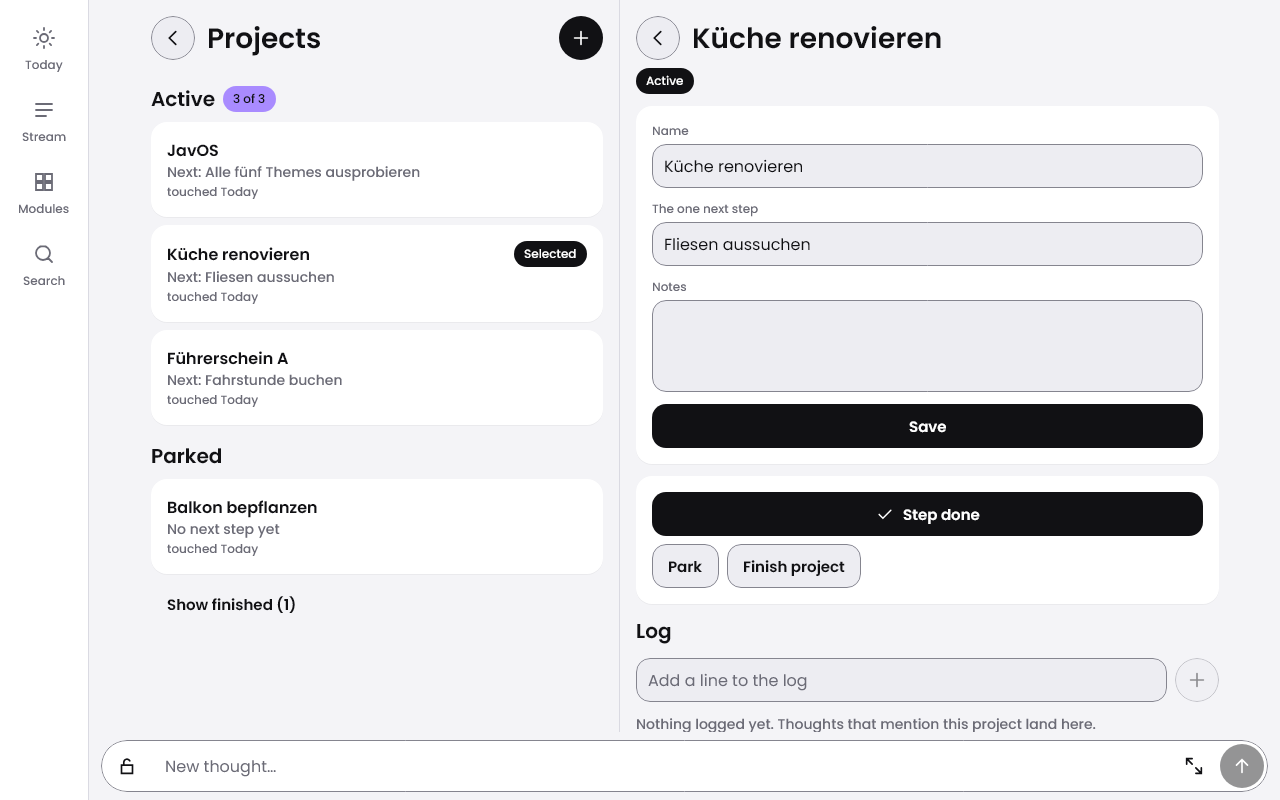 Today
Stream
Modules
Search
Projects
Active
3 of 3
JavOS
Next: Alle fünf Themes ausprobieren
touched Today
Küche renovieren
Selected
Next: Fliesen aussuchen
touched Today
Führerschein A
Next: Fahrstunde buchen
touched Today
Parked
Balkon bepflanzen
No next step yet
touched Today
Show finished (1)
Küche renovieren
Active
Name
Küche renovieren
The one next step
Fliesen aussuchen
Notes
Save
Step done
Park
Finish project
Log
Add a line to the log
Nothing logged yet. Thoughts that mention this project land here.
New thought...